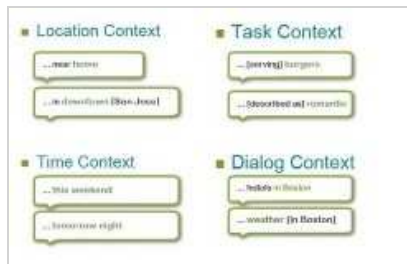 Location Context
...near home
...in downtown [San Jose]
Task Context
...[serving] burgers
...[described as] romantic
Time Context
...this weekend
...tomorrow night
Dialog Context
...hotels in Boston
...weather [in Boston]